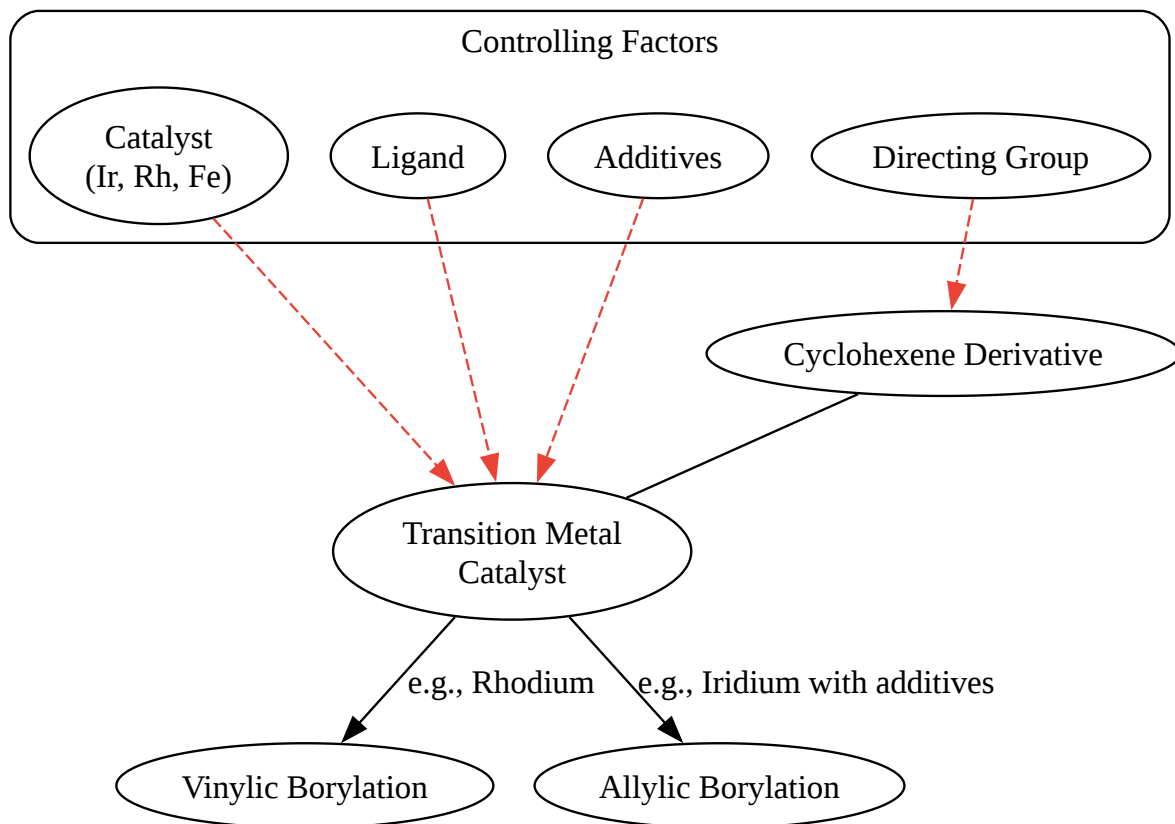 Controlling Factors
Catalyst
(Ir, Rh, Fe)
Ligand
Additives
Directing Group
Cyclohexene Derivative
Transition Metal
Catalyst
e.g., Rhodium
e.g., Iridium with additives
Vinylic Borylation
Allylic Borylation